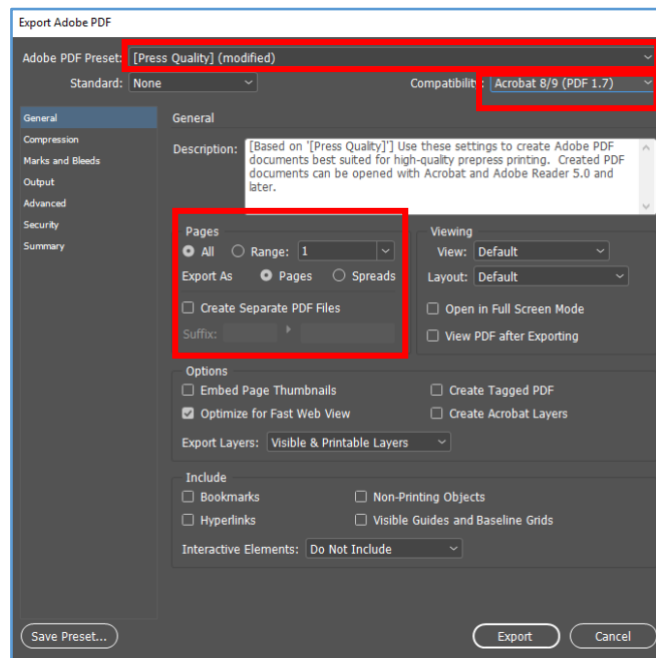 Export Adobe PDF
Adobe PDF Preset: [Press Quality] (modified)
Standard: None Compatibility: Acrobat 8/9 (PDF 1.7)
General
Compression
Marks and Bleeds
Output
Advanced
Security
Summary
General
Description: [Based on '[Press Quality]'] Use these settings to create Adobe PDF
documents best suited for high-quality prepress printing. Created PDF
documents can be opened with Acrobat and Adobe Reader 5.0 and
later.
Pages
All Range: 1
Export As Pages Spreads
Create Separate PDF Files
Suffix:
Viewing
View: Default
Layout: Default
Open in Full Screen Mode
View PDF after Exporting
Options
Embed Page Thumbnails Create Tagged PDF
Optimize for Fast Web View Create Acrobat Layers
Export Layers: Visible & Printable Layers
Include
Bookmarks Non-Printing Objects
Hyperlinks Visible Guides and Baseline Grids
Interactive Elements: Do Not Include
Save Preset... Export Cancel